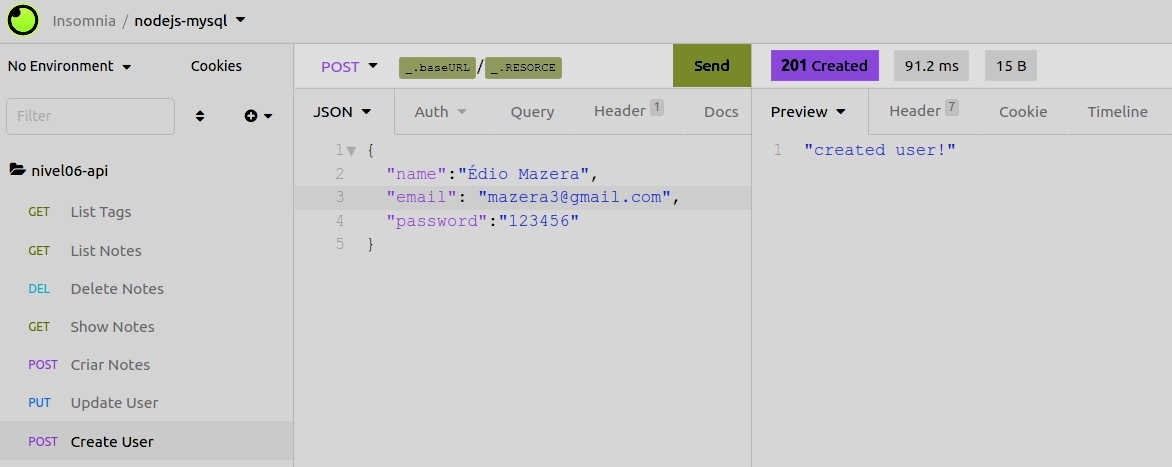 Insomnia / nodejs-mysql
No Environment
Cookies
Filter
nivel06-api
GET List Tags
GET List Notes
DEL Delete Notes
GET Show Notes
POST Criar Notes
PUT Update User
POST Create User
POST _.baseURL/_.RESORCE Send
JSON Auth Query Header 1 Docs
1 {
2 "name":"Édio Mazera",
3 "email": "mazera3@gmail.com",
4 "password":"123456"
5 }
201 Created 91.2 ms 15 B
Preview Header 7 Cookie Timeline
1 "created user!"